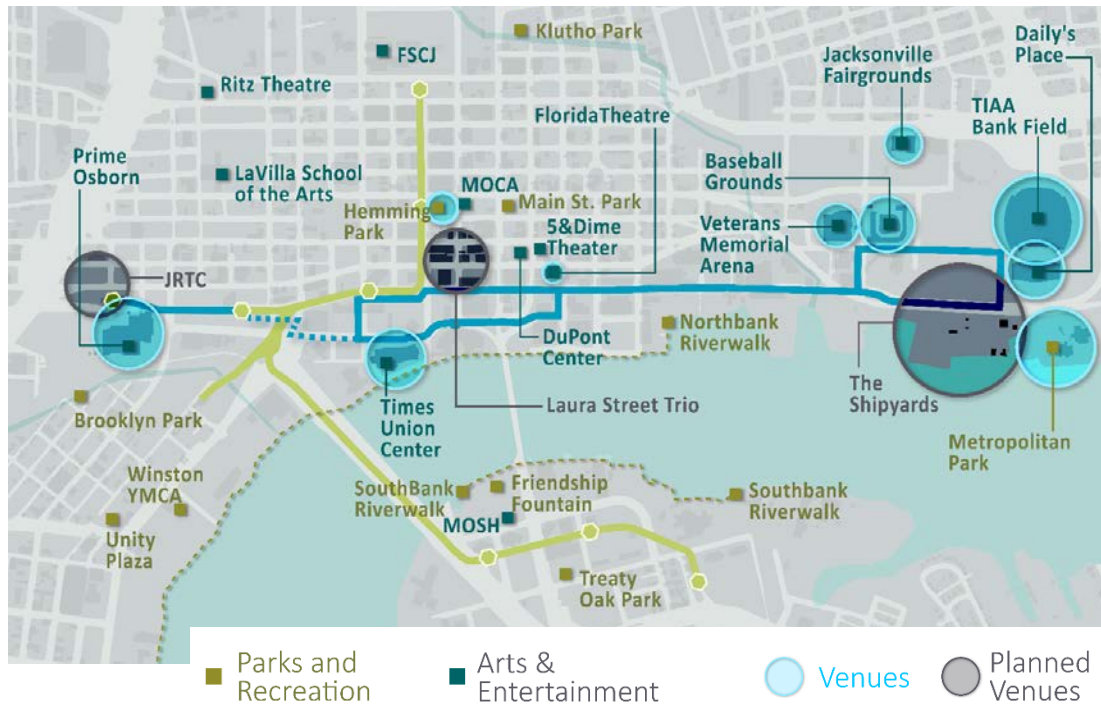 Klutho Park
FSCJ
Ritz Theatre
Daily's
Place
Jacksonville
Fairgrounds
TIAA
Bank Field
FloridaTheatre
Prime
Osborn
LaVilla School
of the Arts
Baseball
Grounds
MOCA
Hemming
Park
Main St. Park
5&Dime
Theater
Veterans
Memorial
Arena
JRTC
Northbank
Riverwalk
DuPont
Center
The
Shipyards
Laura Street Trio
Times
Union
Center
Brooklyn Park
Metropolitan
Park
Winston
YMCA
Unity
Plaza
SouthBank
Riverwalk
Friendship
Fountain
MOSH
Southbank
Riverwalk
Treaty
Oak Park
Parks and
Recreation
Arts &
Entertainment
Venues
Planned
Venues